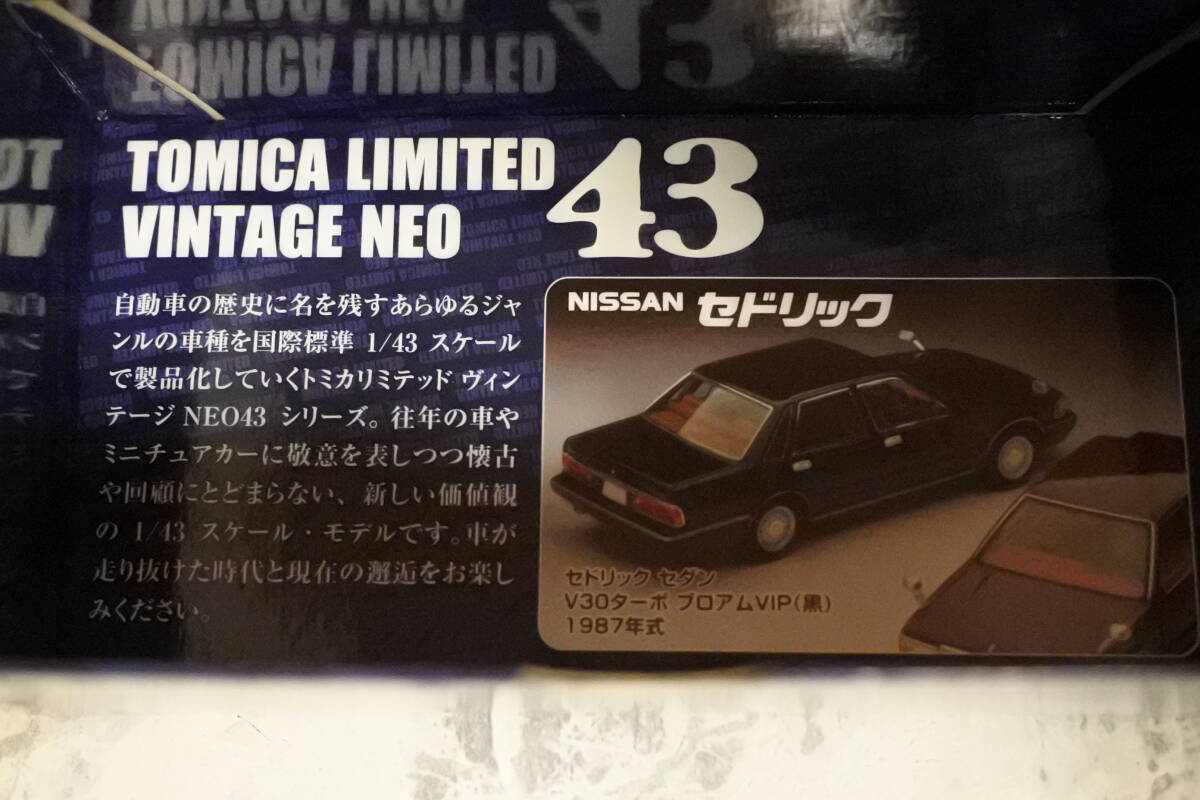 TOMICA LIMITED
VINTAGE NEO
43
自動車の歴史に名を残すあらゆるジャ
ンルの車種を国際標準 1/43 スケール
で製品化していくトミカリミテッド ヴィン
テージ NEO43 シリーズ。往年の車や
ミニチュアカーに敬意を表しつつ懐古
や回顧にとどまらない、新しい価値観
の 1/43 スケール・モデルです。車が
走り抜けた時代と現在の邂逅をお楽し
みください。
NISSAN セドリック
セドリック セダン
V30ターボ ブロアムVIP(黒)
1987年式